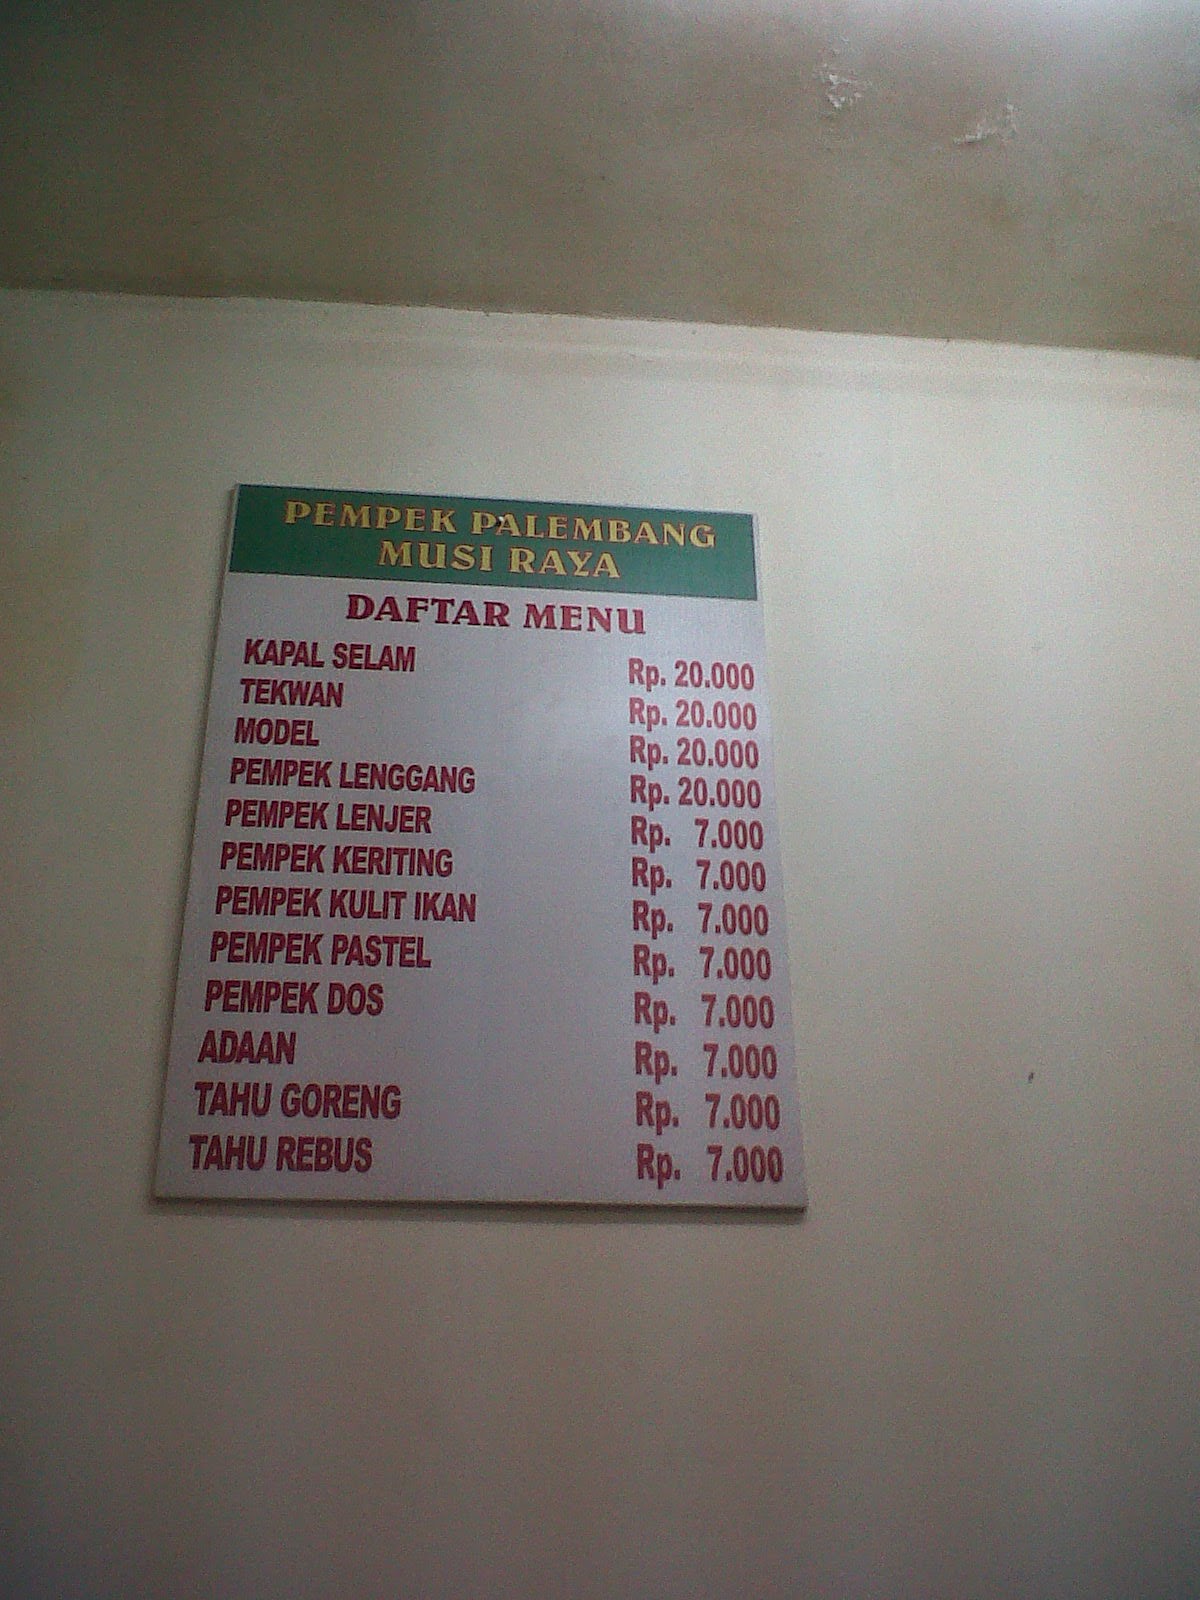 PEMPEK PALEMBANG
MUSI RAYA
DAFTAR MENU
KAPAL SELAM Rp. 20.000
TEKWAN Rp. 20.000
MODEL Rp. 20.000
PEMPEK LENGGANG Rp. 20.000
PEMPEK LENJER Rp. 7.000
PEMPEK KERITING Rp. 7.000
PEMPEK KULIT IKAN Rp. 7.000
PEMPEK PASTEL Rp. 7.000
PEMPEK DOS Rp. 7.000
ADAAN Rp. 7.000
TAHU GORENG Rp. 7.000
TAHU REBUS Rp. 7.000